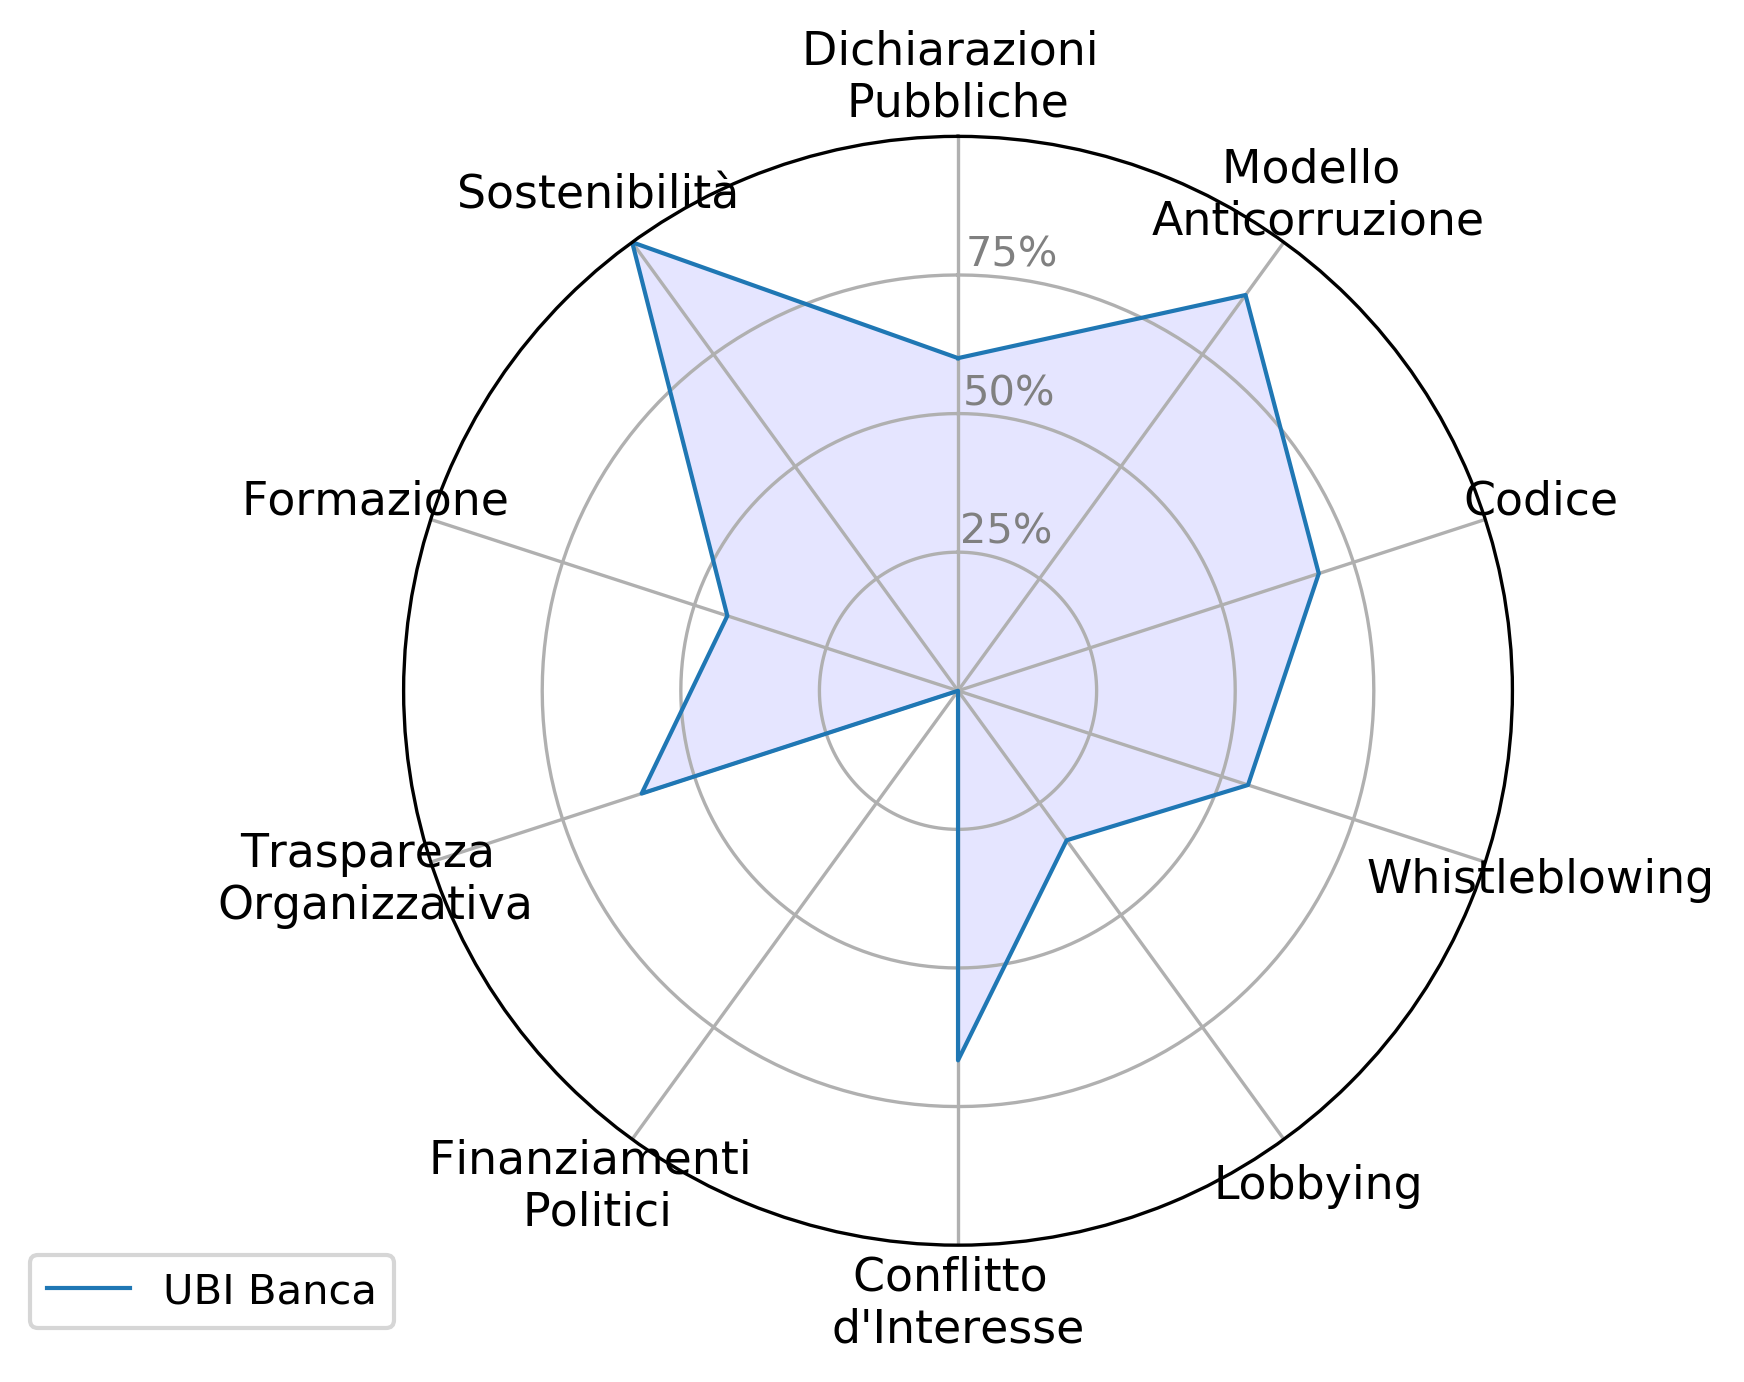 Dichiarazioni
Pubbliche
Modello
Anticorruzione
Sostenibilità
75%
50%
Formazione
Codice
25%
Traspareza
Organizzativa
Whistleblowing
Finanziamenti
Politici
Lobbying
Conflitto
d'Interesse
UBI Banca